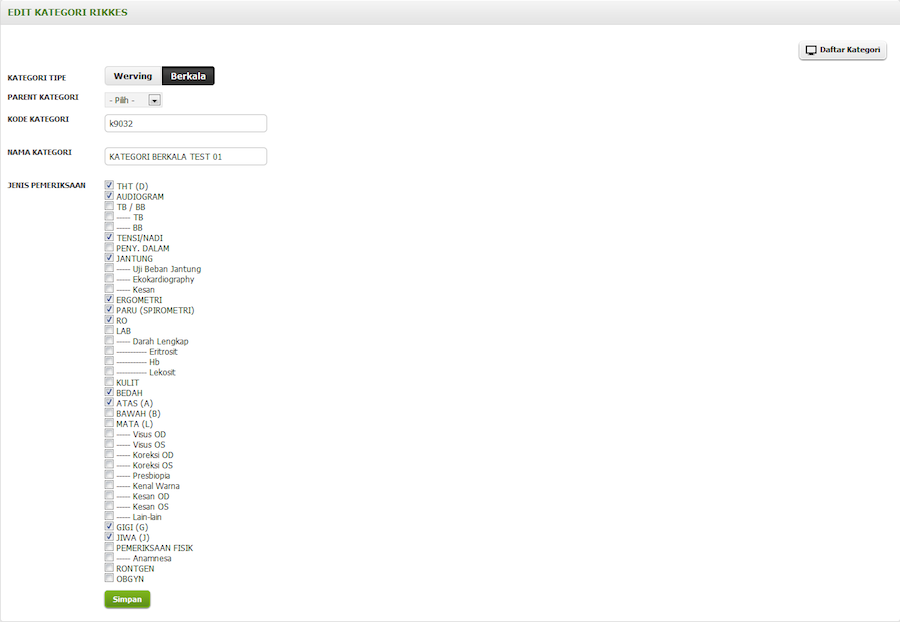 EDIT KATEGORI RIKKES
Daftar Kategori
KATEGORI TIPE Werving Berkala
PARENT KATEGORI - Pilih -
KODE KATEGORI k9032
NAMA KATEGORI KATEGORI BERKALA TEST 01
JENIS PEMERIKSAAN THT (D)
AUDIOGRAM
TB / BB
----- TB
----- BB
TENSI/NADI
PENY. DALAM
JANTUNG
----- Uji Beban Jantung
----- Ekokardiography
----- Kesan
ERGOMETRI
PARU (SPIROMETRI)
RO
LAB
----- Darah Lengkap
---------- Eritrosit
---------- Hb
---------- Lekosit
KULIT
BEDAH
ATAS (A)
BAWAH (B)
MATA (L)
----- Visus OD
----- Visus OS
----- Koreksi OD
----- Koreksi OS
----- Presbiopia
----- Kenal Warna
----- Kesan OD
----- Kesan OS
----- Lain-lain
GIGI (G)
JIWA (J)
PEMERIKSAAN FISIK
----- Anamnesa
RONTGEN
OBGYN
Simpan